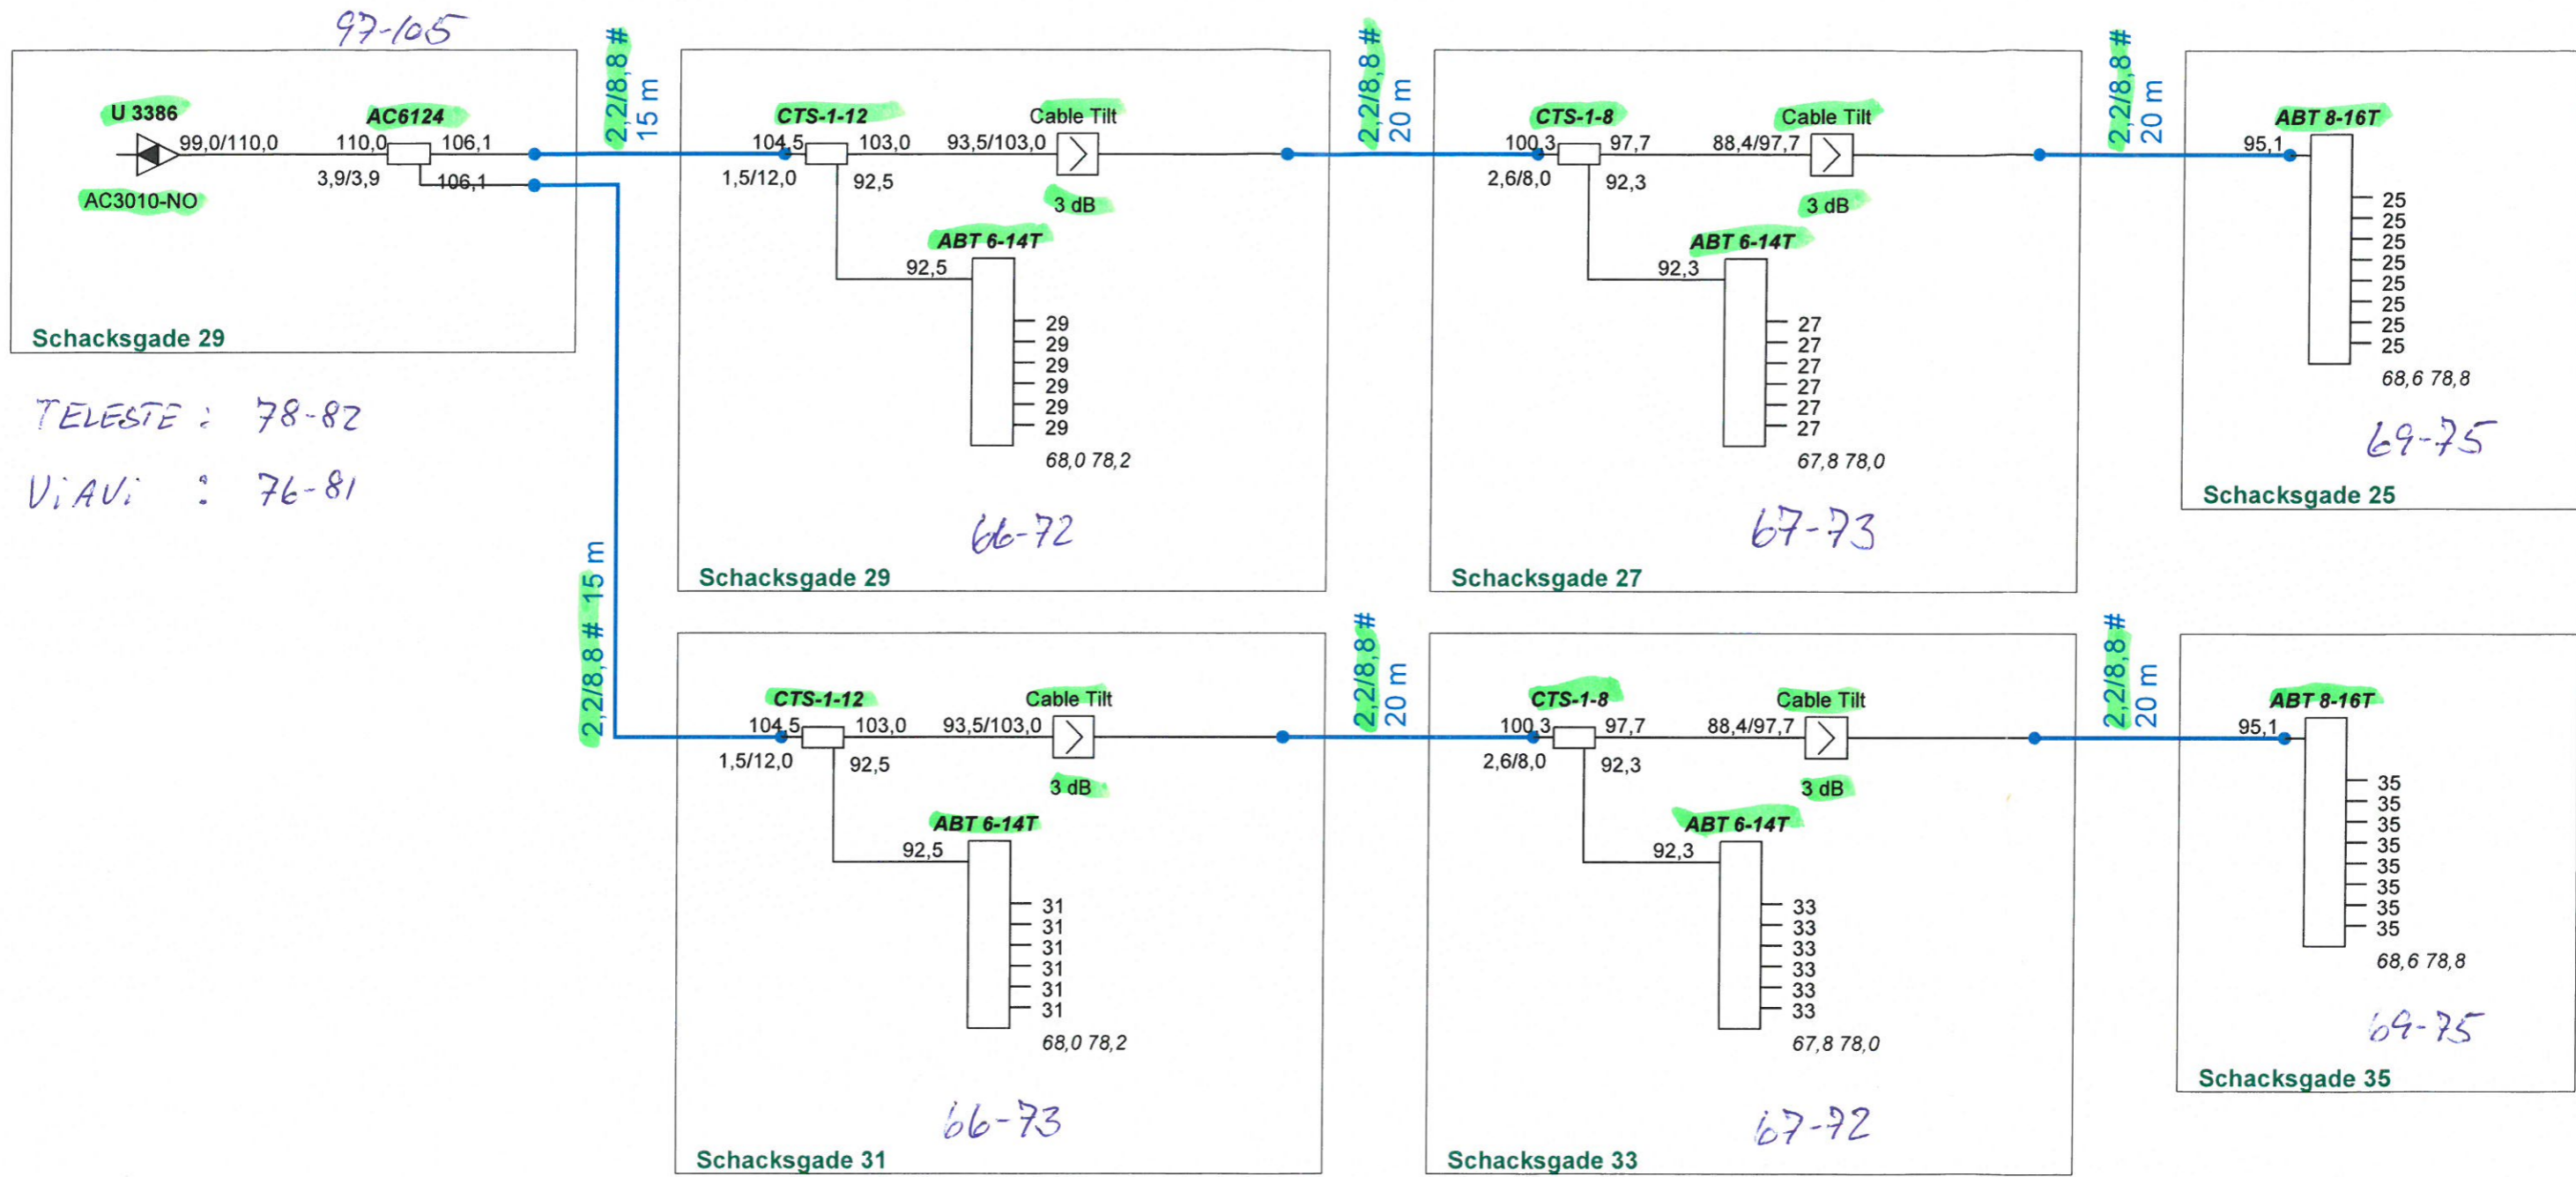 97-105
U 3386
99,0/110,0
AC3010-NO
AC6124
110,0 106,1
3,9/3,9 106,1
Schacksgade 29
TELESTE : 78-82
ViAVi : 76-81
2,2/8,8 #
15 m
CTS-1-12
104,5 103,0
1,5/12,0 92,5
93,5/103,0
Cable Tilt
3 dB
ABT 6-14T
92,5
29
29
29
29
29
29
68,0 78,2
66-72
Schacksgade 29
2,2/8,8 #
20 m
CTS-1-8
100,3 97,7
2,6/8,0 92,3
88,4/97,7
Cable Tilt
3 dB
ABT 6-14T
92,3
27
27
27
27
27
27
67,8 78,0
67-73
Schacksgade 27
2,2/8,8 #
20 m
ABT 8-16T
95,1
25
25
25
25
25
25
25
25
68,6 78,8
69-75
Schacksgade 25
2,2/8,8 # 15 m
CTS-1-12
104,5 103,0
1,5/12,0 92,5
93,5/103,0
Cable Tilt
3 dB
ABT 6-14T
92,5
31
31
31
31
31
31
68,0 78,2
66-73
Schacksgade 31
2,2/8,8 #
20 m
CTS-1-8
100,3 97,7
2,6/8,0 92,3
88,4/97,7
Cable Tilt
3 dB
ABT 6-14T
92,3
33
33
33
33
33
33
67,8 78,0
67-72
Schacksgade 33
2,2/8,8 #
20 m
ABT 8-16T
95,1
35
35
35
35
35
35
35
35
68,6 78,8
69-75
Schacksgade 35